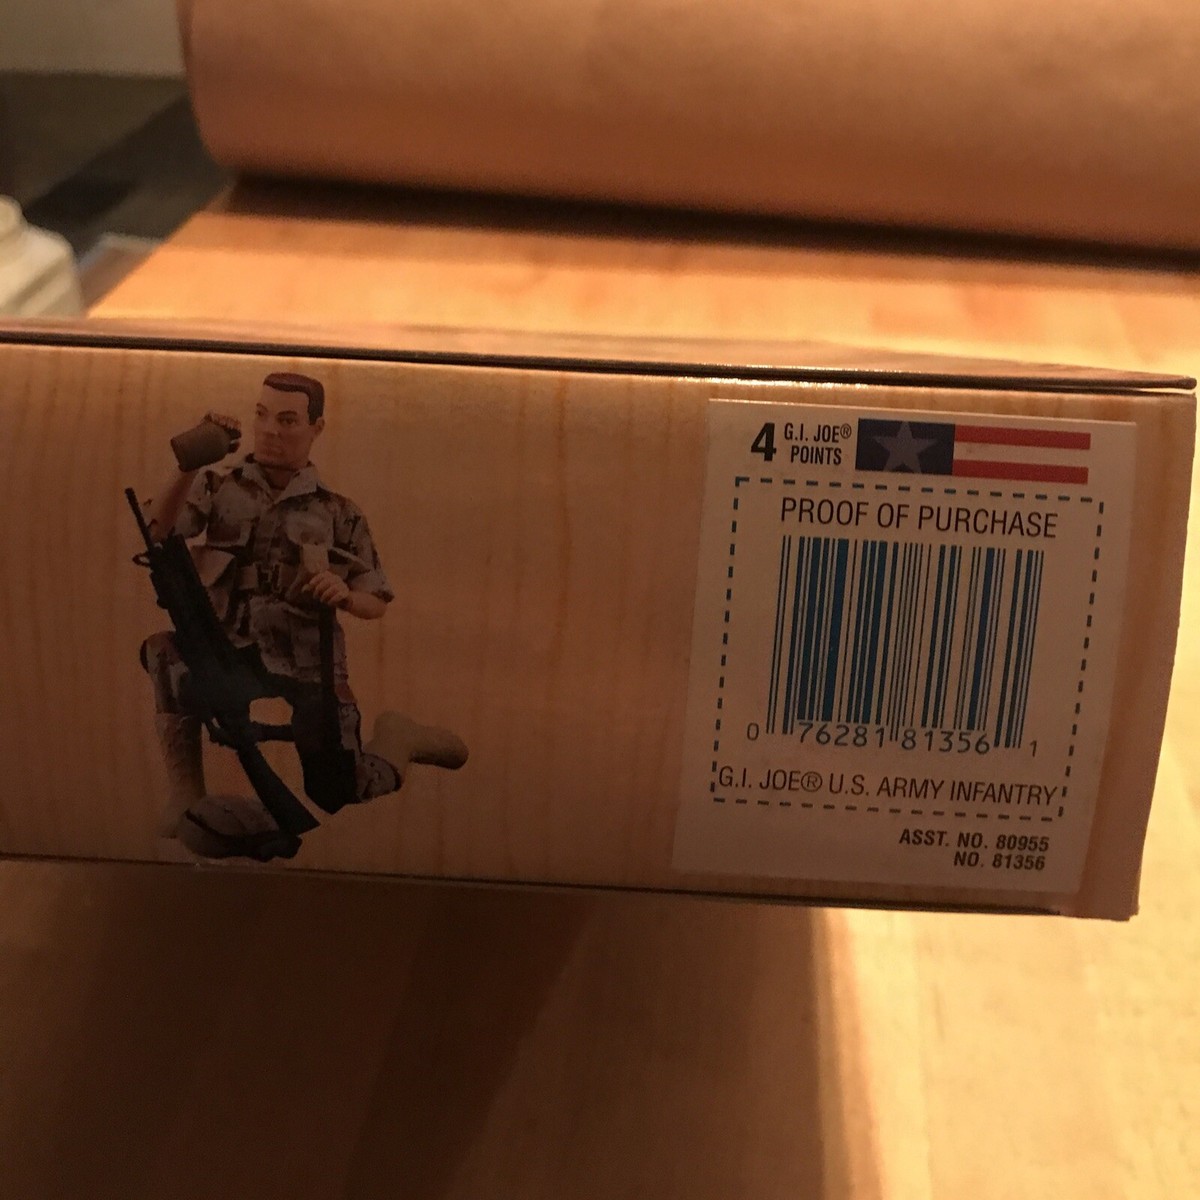 4 G.I. JOE®
POINTS
PROOF OF PURCHASE
0 76281 81356 1
G.I. JOE® U.S. ARMY INFANTRY
ASST. NO. 80955
NO. 81356